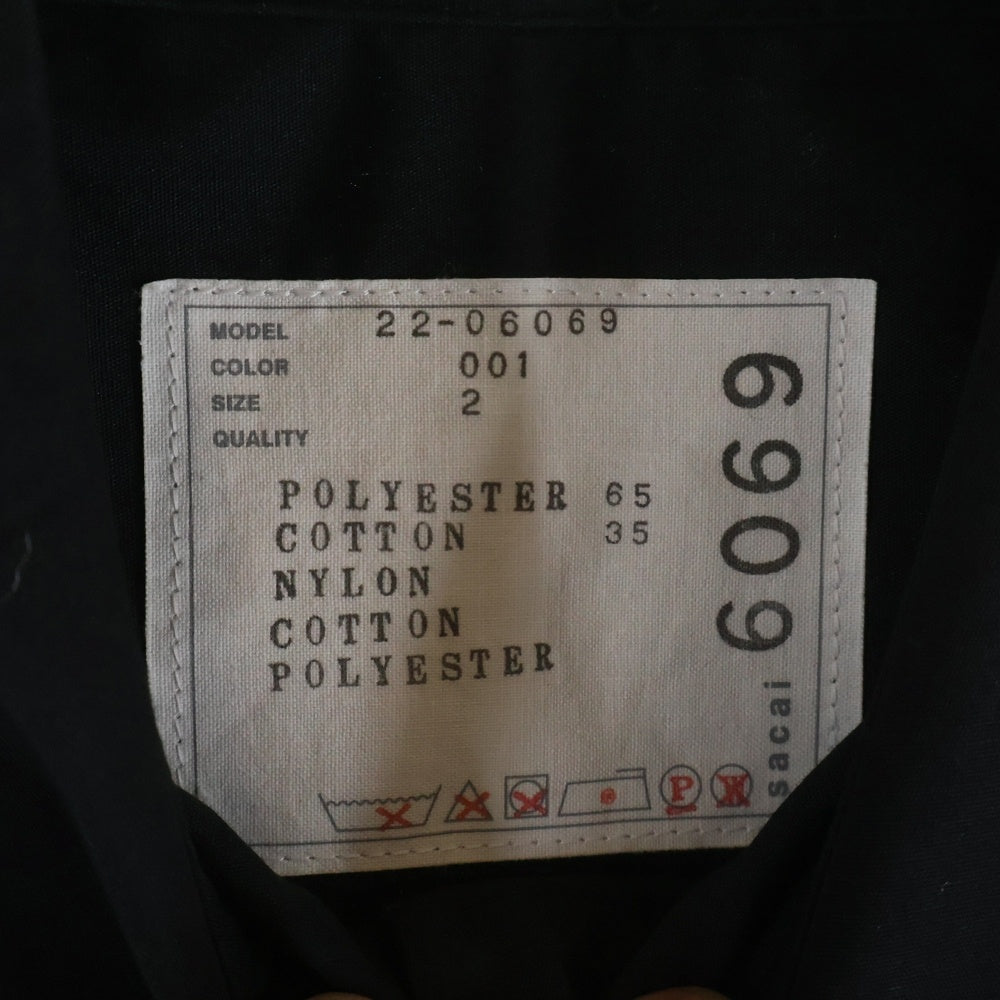 MODEL 22-06069
COLOR 001
SIZE 2
QUALITY
POLYESTER 65
COTTON 35
NYLON
COTTON
POLYESTER
P W
sacai 6069